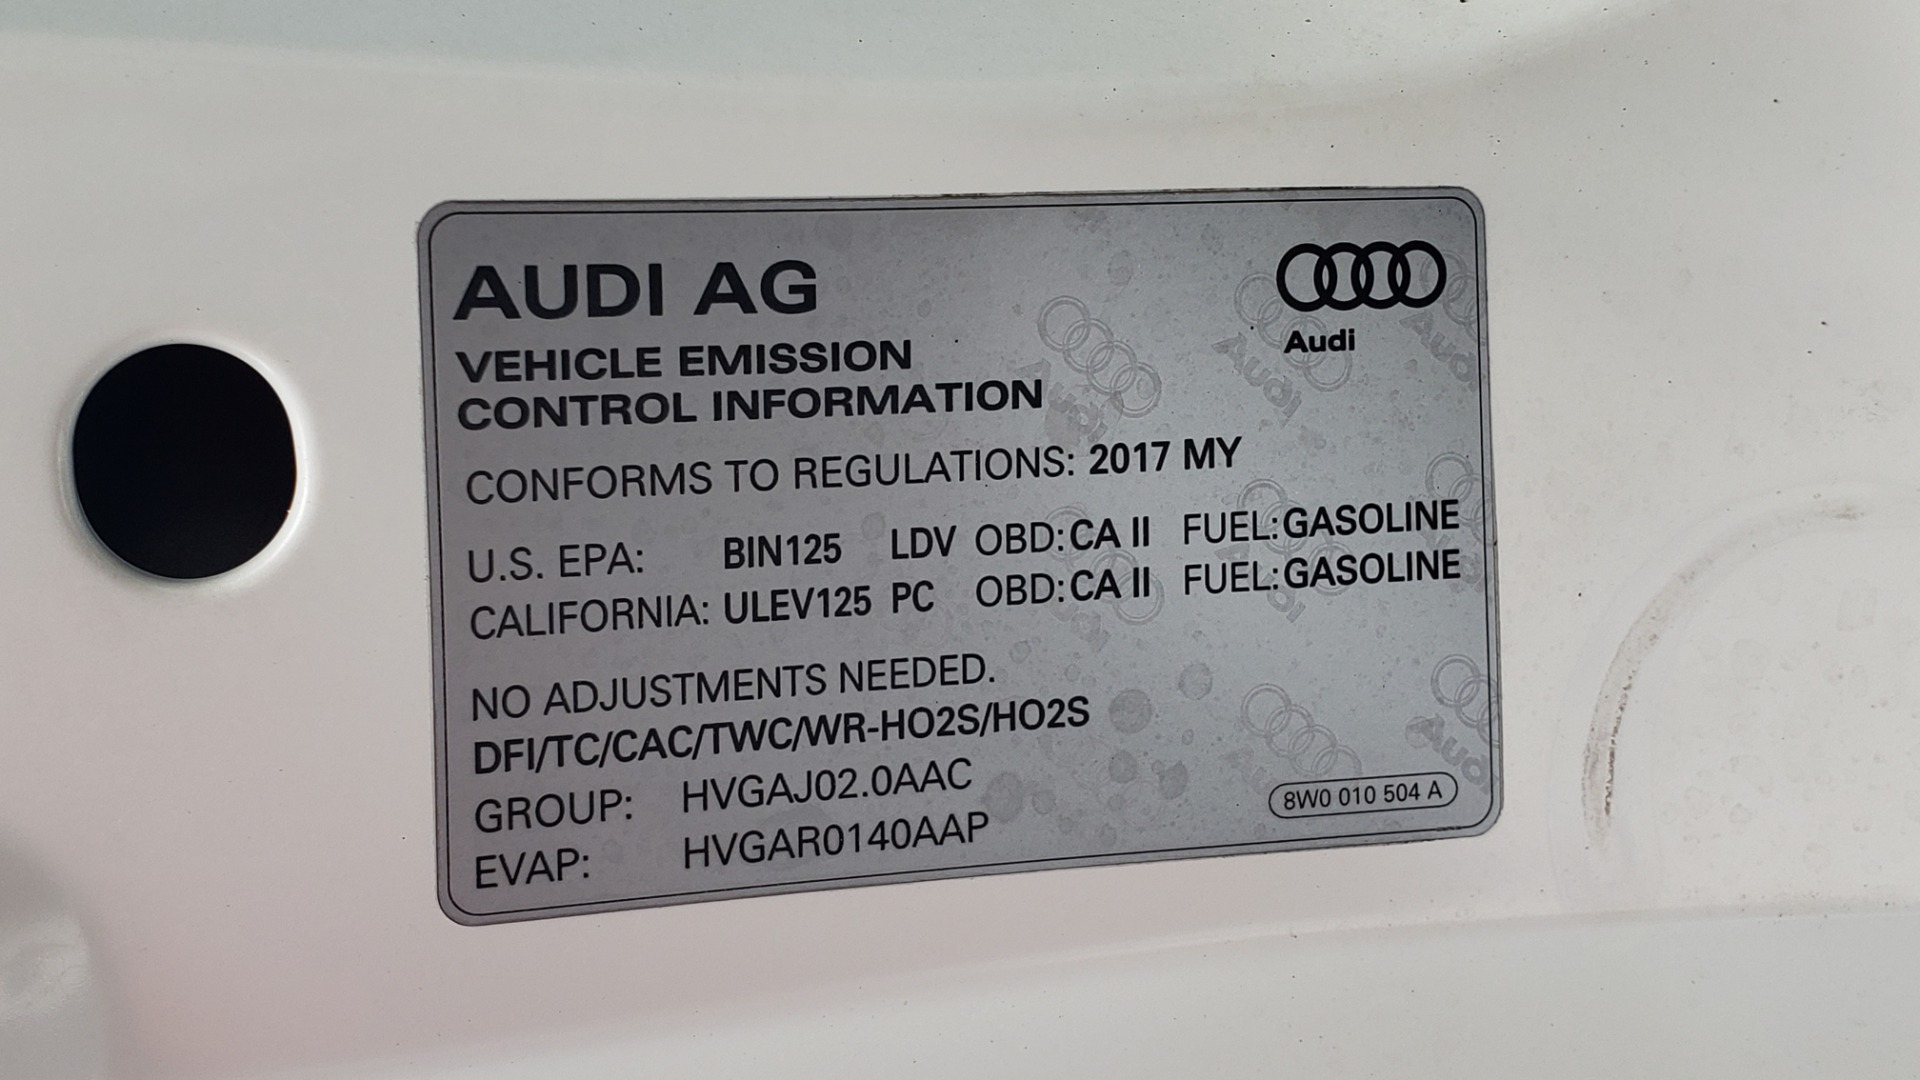 AUDI AG
Audi
VEHICLE EMISSION
CONTROL INFORMATION
CONFORMS TO REGULATIONS: 2017 MY
U.S. EPA: BIN125 LDV OBD:CA II FUEL:GASOLINE
CALIFORNIA: ULEV125 PC OBD:CA II FUEL:GASOLINE
NO ADJUSTMENTS NEEDED.
DFI/TC/CAC/TWC/WR-HO2S/HO2S
GROUP: HVGAJ02.0AAC
EVAP: HVGAR0140AAP
8W0 010 504 A